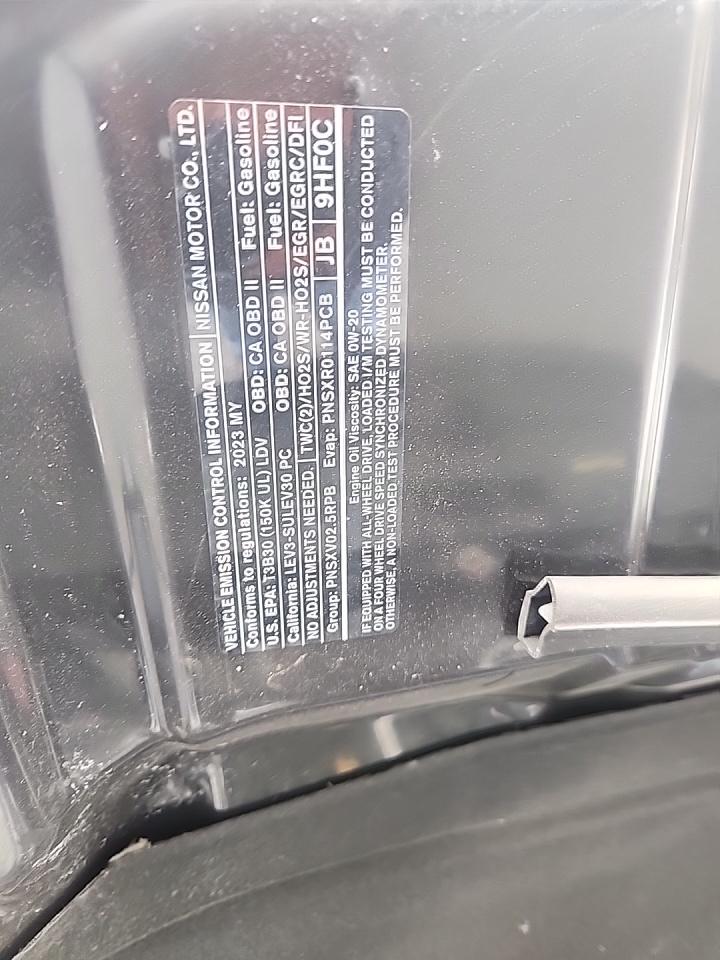 VEHICLE EMISSION CONTROL INFORMATION NISSAN MOTOR CO., LTD.
Conforms to regulations: 2023 MY
U.S. EPA: T3B30 (150K UL) LDV OBD: CA OBD II Fuel: Gasoline
California: LEV3-SULEV30 PC OBD: CA OBD II Fuel: Gasoline
NO ADJUSTMENTS NEEDED. TWC(2)/HO2S/WR-HO2S/EGR/EGRC/DFI
Group: PNSXV02.5RPB Evap: PNSXR0114PCB JB 9HF0C
Engine Oil Viscosity: SAE 0W-20
IF EQUIPPED WITH ALL-WHEEL DRIVE, LOADED I/M TESTING MUST BE CONDUCTED
ON A FOUR WHEEL DRIVE SPEED SYNCHRONIZED DYNAMOMETER.
OTHERWISE, A NON-LOADED TEST PROCEDURE MUST BE PERFORMED.